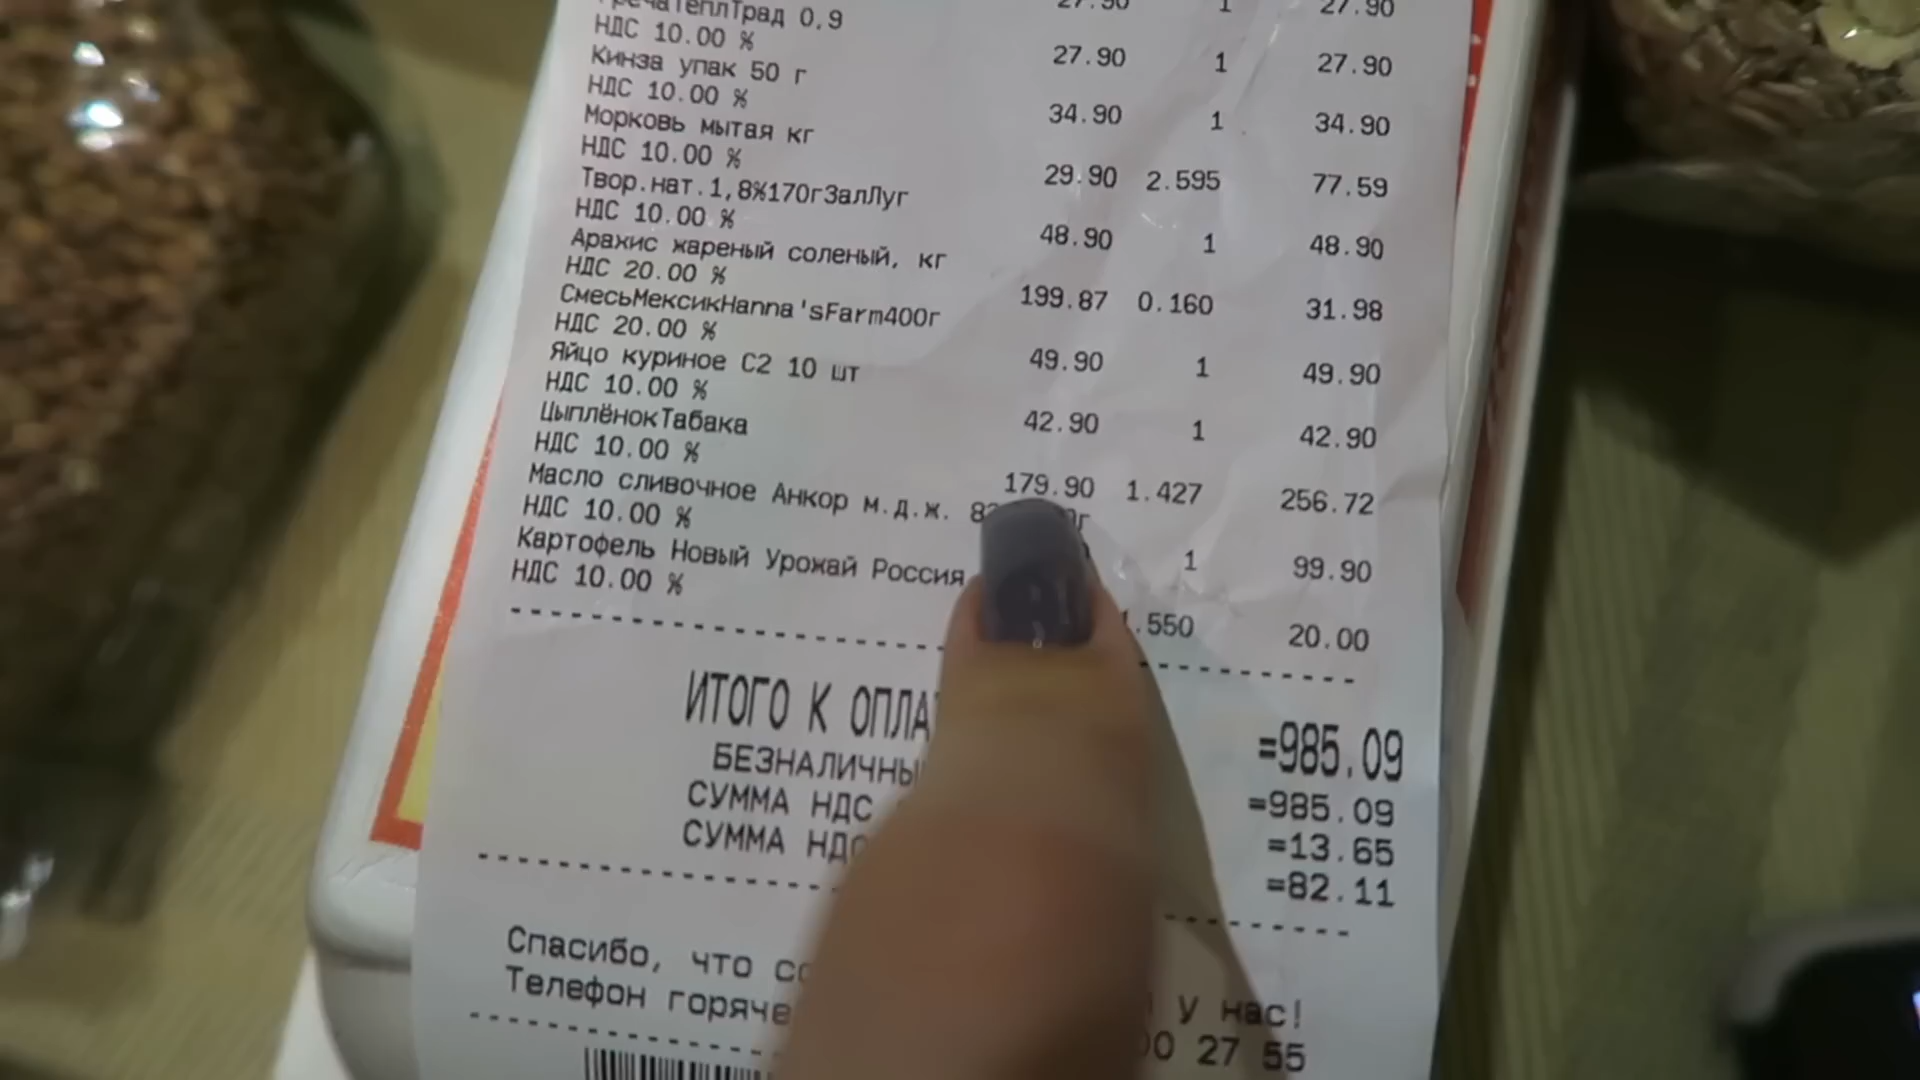 27.90 1 27.90
ГречаТеплТрад 0,9
НДС 10.00 %
27.90 1 27.90
Кинза упак 50 г
НДС 10.00 %
34.90 1 34.90
Морковь мытая кг
НДС 10.00 %
29.90 2.595 77.59
Твор.нат.1,8%170гЗалЛуг
НДС 10.00 %
48.90 1 48.90
Арахис жареный соленый, кг
НДС 20.00 %
199.87 0.160 31.98
СмесьМексикHanna'sFarm400г
НДС 20.00 %
49.90 1 49.90
Яйцо куриное С2 10 шт
НДС 10.00 %
42.90 1 42.90
ЦыплёнокТабака
НДС 10.00 %
179.90 1.427 256.72
Масло сливочное Анкор м.д.ж.
НДС 10.00 %
1 99.90
Картофель Новый Урожай Россия
НДС 10.00 %
.550 20.00
ИТОГО К =985.09
=985.09
СУММА НДС =13.65
СУММА =82.11
Спасибо, что у нас!
Телефон 27 55